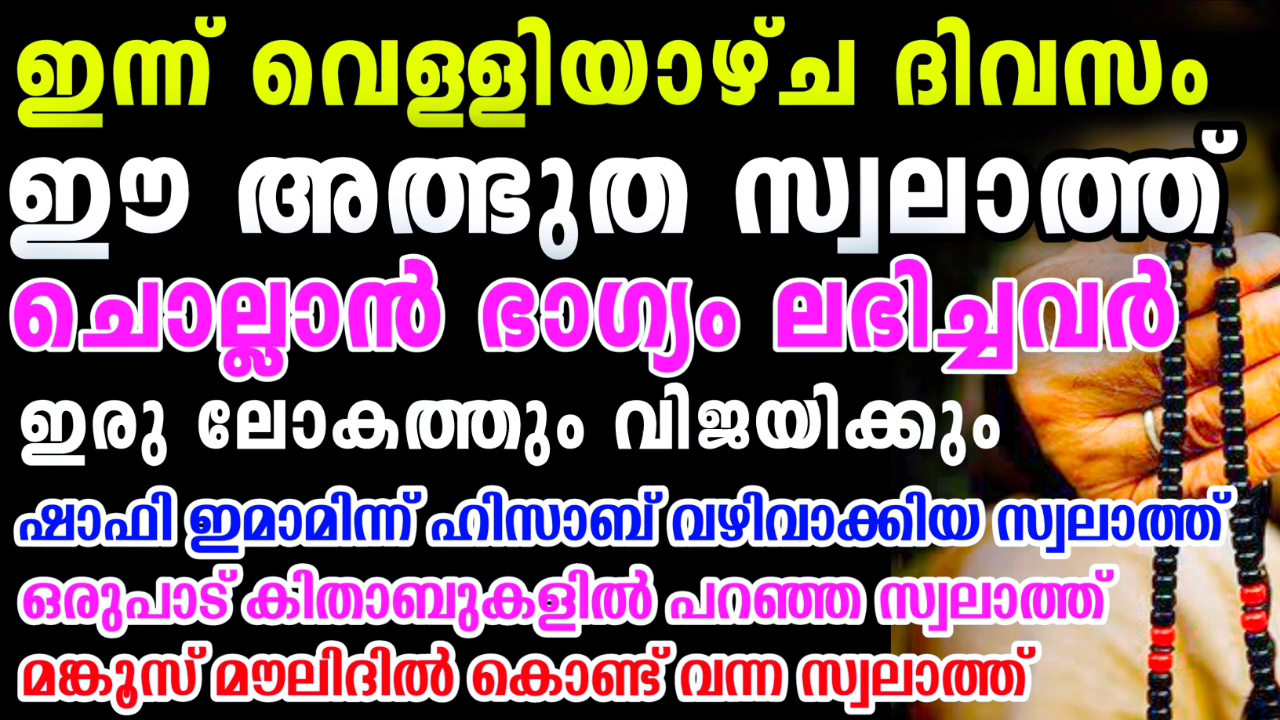 ഇന്ന് വെള്ളിയാഴ്ച ദിവസം
ഈ അത്ഭുത സ്വലാത്ത്
ചൊല്ലാൻ ഭാഗ്യം ലഭിച്ചവർ
ഇരു ലോകത്തും വിജയിക്കും
ഷാഫി ഇമാമിന്ന് ഹിസാബ് വഴിവാക്കിയ സ്വലാത്ത്
ഒരുപാട് കിതാബുകളിൽ പറഞ്ഞ സ്വലാത്ത്
മങ്കൂസ് മൗലിദിൽ കൊണ്ട് വന്ന സ്വലാത്ത്